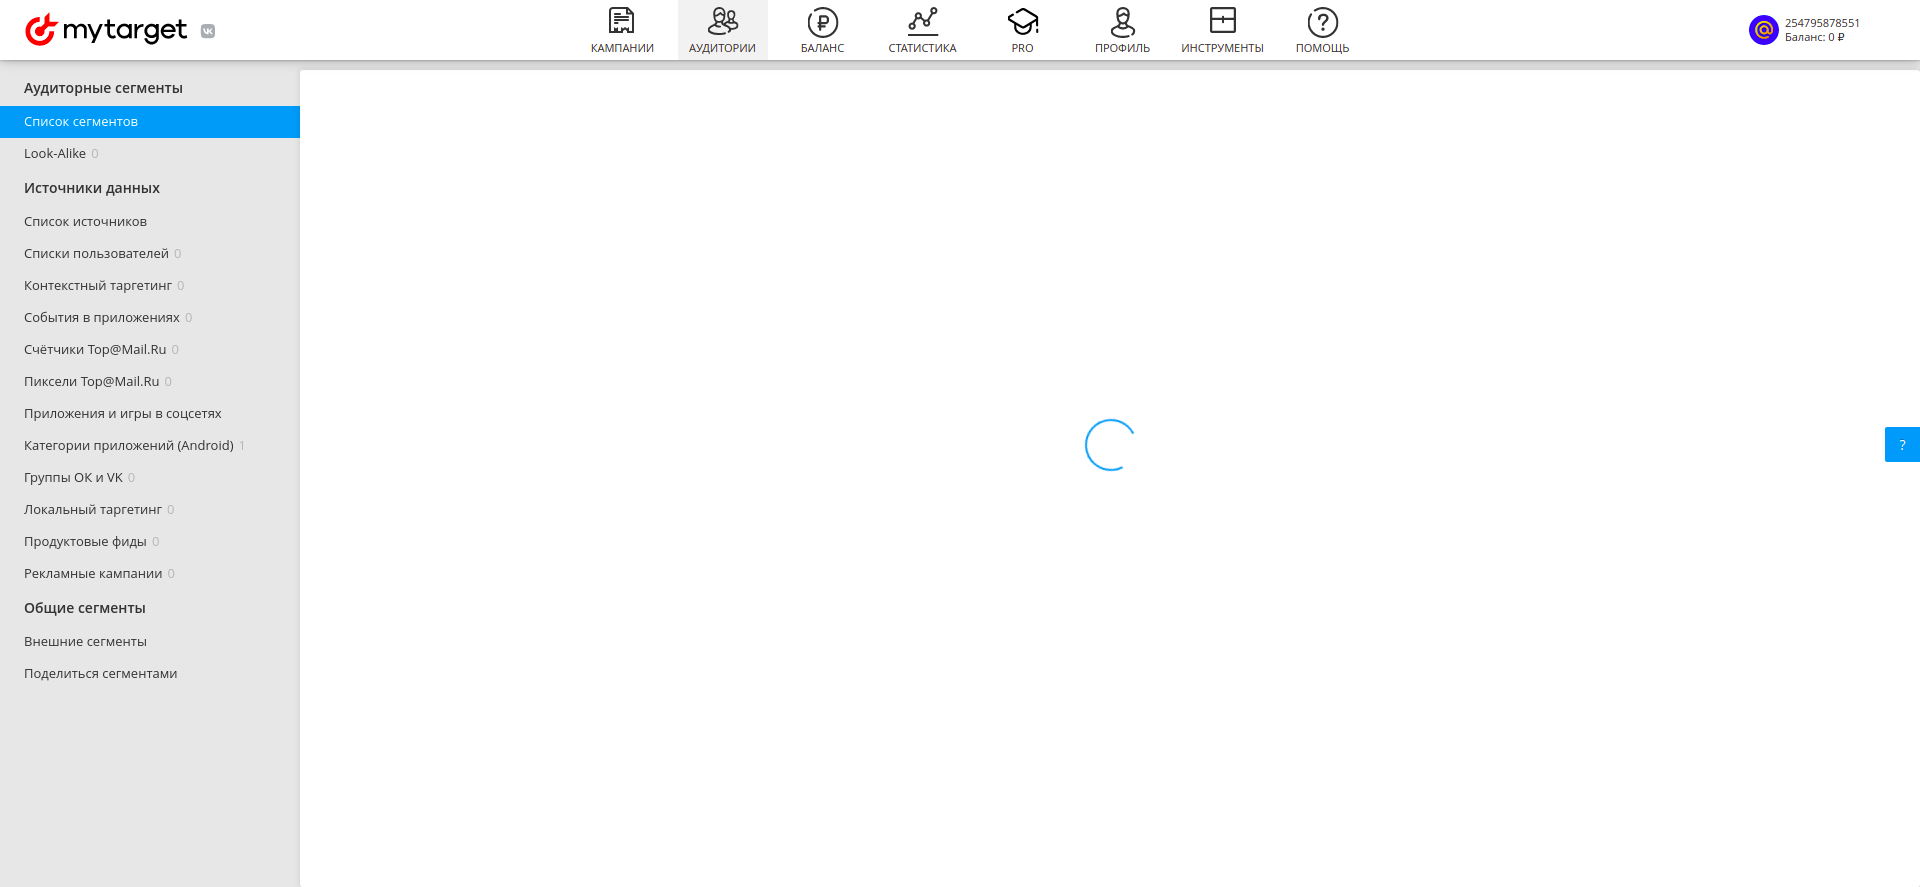 mytarget
КАМПАНИИ
АУДИТОРИИ
БАЛАНС
СТАТИСТИКА
PRO
ПРОФИЛЬ
ИНСТРУМЕНТЫ
ПОМОЩЬ
254795878551
Баланс: 0 ₽
Аудиторные сегменты
Список сегментов
Look-Alike 0
Источники данных
Список источников
Списки пользователей 0
Контекстный таргетинг 0
События в приложениях 0
Счётчики Top@Mail.Ru 0
Пиксели Top@Mail.Ru 0
Приложения и игры в соцсетях
Категории приложений (Android) 1
Группы ОК и VK 0
Локальный таргетинг 0
Продуктовые фиды 0
Рекламные кампании 0
Общие сегменты
Внешние сегменты
Поделиться сегментами
?